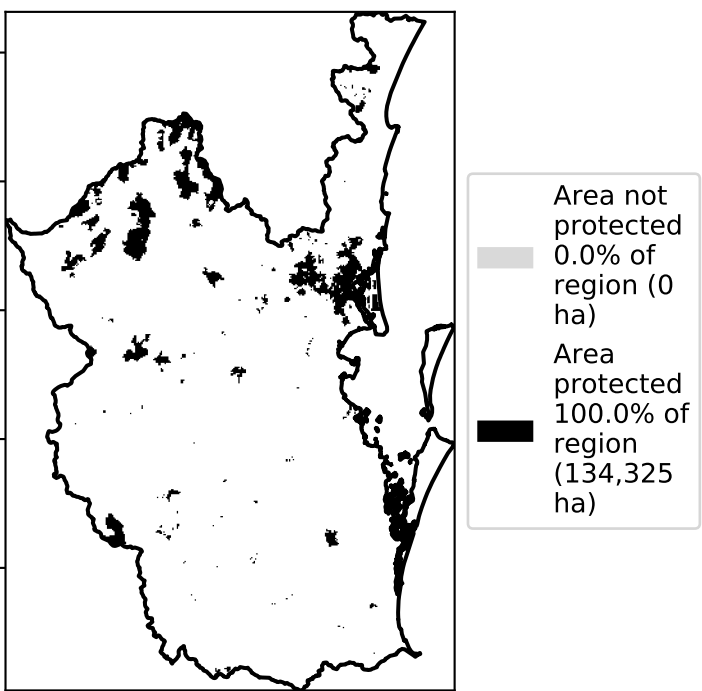 Area not
protected
0.0% of
region (0
ha)
Area
protected
100.0% of
region
(134,325
ha)